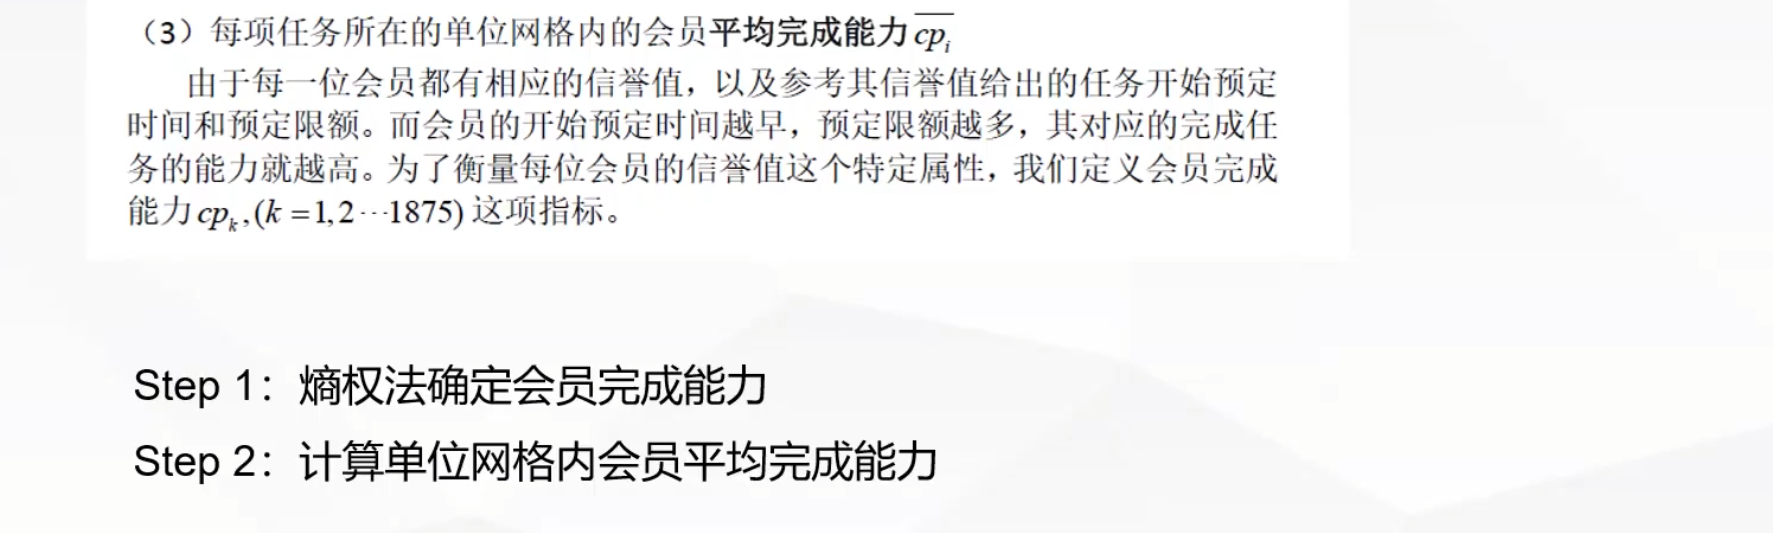 （3）每项任务所在的单位网格内的会员平均完成能力 $\overline{cp_i}$
由于每一位会员都有相应的信誉值，以及参考其信誉值给出的任务开始预定
时间和预定限额。而会员的开始预定时间越早，预定限额越多，其对应的完成任
务的能力就越高。为了衡量每位会员的信誉值这个特定属性，我们定义会员完成
能力 $cp_k,(k=1,2\cdots1875)$ 这项指标。
Step 1：熵权法确定会员完成能力
Step 2：计算单位网格内会员平均完成能力